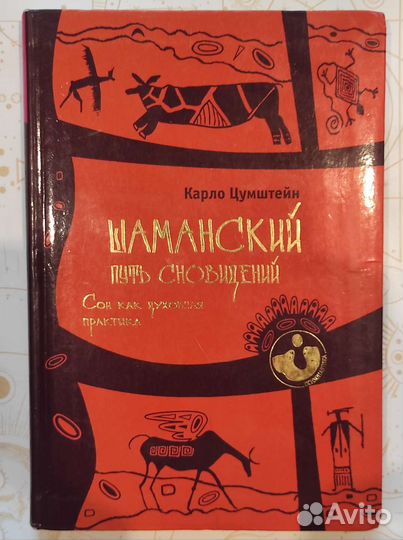 Карло Цумштейн
ШАМАНСКИЙ
ПУТЬ СНОВИДЕНИЙ
Сон как духовная
практика
Avito